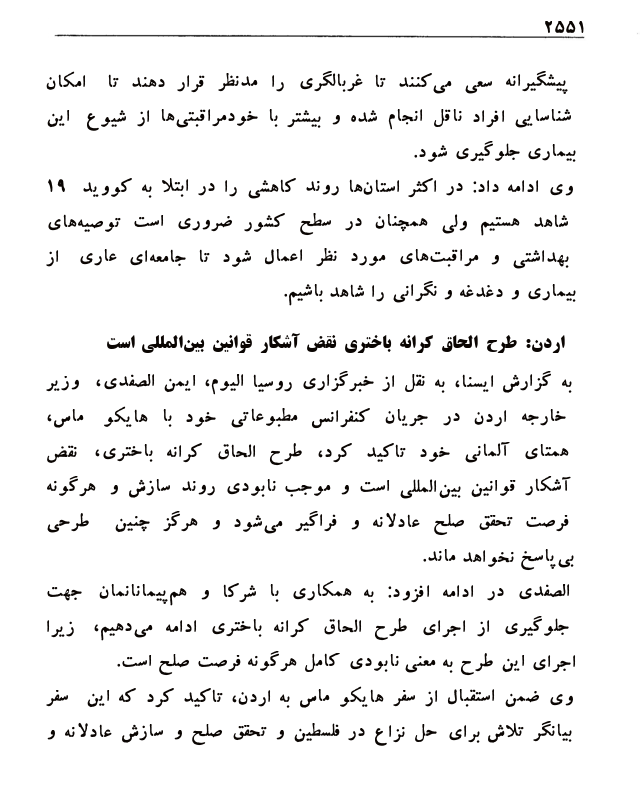 ۲۵۵۱
پیشگیرانه سعی می‌کنند تا غربالگری را مدنظر قرار دهند تا امکان
شناسایی افراد ناقل انجام شده و بیشتر با خودمراقبتی‌ها از شیوع این
بیماری جلوگیری شود.
وی ادامه داد: در اکثر استان‌ها روند کاهشی را در ابتلا به کووید ۱۹
شاهد هستیم ولی همچنان در سطح کشور ضروری است توصیه‌های
بهداشتی و مراقبت‌های مورد نظر اعمال شود تا جامعه‌ای عاری از
بیماری و دغدغه و نگرانی را شاهد باشیم.
اردن: طرح الحاق کرانه باختری نقض آشکار قوانین بین‌المللی است
به گزارش ایسنا، به نقل از خبرگزاری روسیا الیوم، ایمن الصفدی، وزیر
خارجه اردن در جریان کنفرانس مطبوعاتی خود با هایکو ماس،
همتای آلمانی خود تاکید کرد، طرح الحاق کرانه باختری، نقض
آشکار قوانین بین‌المللی است و موجب نابودی روند سازش و هرگونه
فرصت تحقق صلح عادلانه و فراگیر می‌شود و هرگز چنین طرحی
بی‌پاسخ نخواهد ماند.
الصفدی در ادامه افزود: به همکاری با شرکا و هم‌پیمانانمان جهت
جلوگیری از اجرای طرح الحاق کرانه باختری ادامه می‌دهیم، زیرا
اجرای این طرح به معنی نابودی کامل هرگونه فرصت صلح است.
وی ضمن استقبال از سفر هایکو ماس به اردن، تاکید کرد که این سفر
بیانگر تلاش برای حل نزاع در فلسطین و تحقق صلح و سازش عادلانه و